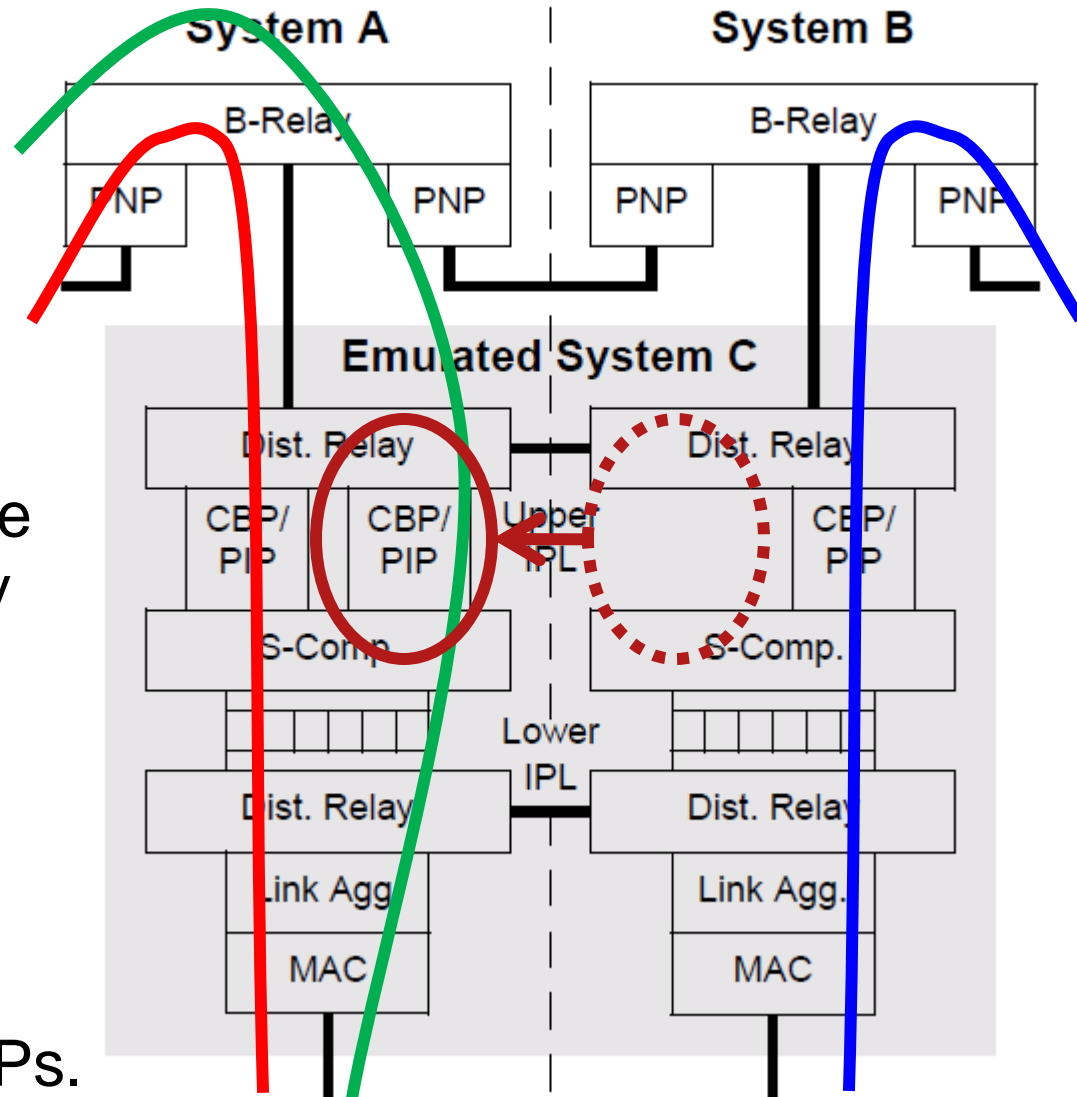 System A
System B
B-Relay
B-Relay
PNP
PNP
PNP
PNP
Emulated System C
Dist. Relay
Dist. Relay
CBP/
PIP
CBP/
PIP
Upper
IPL
CBP/
PIP
S-Comp.
S-Comp.
Lower
IPL
Dist. Relay
Dist. Relay
Link Agg.
Link Agg.
MAC
MAC
e
y
Ps.